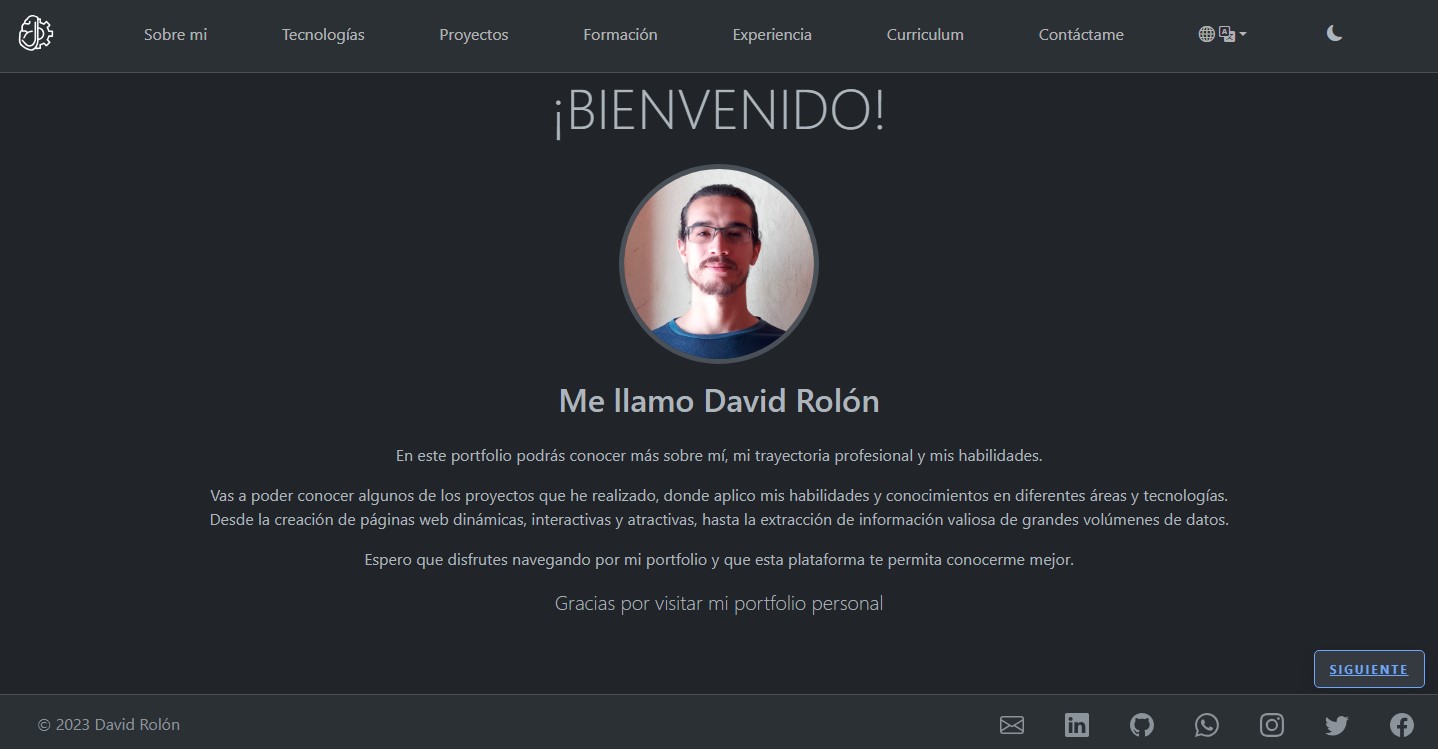 Sobre mi
Tecnologías
Proyectos
Formación
Experiencia
Curriculum
Contáctame
¡BIENVENIDO!
Me llamo David Rolón
En este portfolio podrás conocer más sobre mí, mi trayectoria profesional y mis habilidades.
Vas a poder conocer algunos de los proyectos que he realizado, donde aplico mis habilidades y conocimientos en diferentes áreas y tecnologías.
Desde la creación de páginas web dinámicas, interactivas y atractivas, hasta la extracción de información valiosa de grandes volúmenes de datos.
Espero que disfrutes navegando por mi portfolio y que esta plataforma te permita conocerme mejor.
Gracias por visitar mi portfolio personal
SIGUIENTE
© 2023 David Rolón